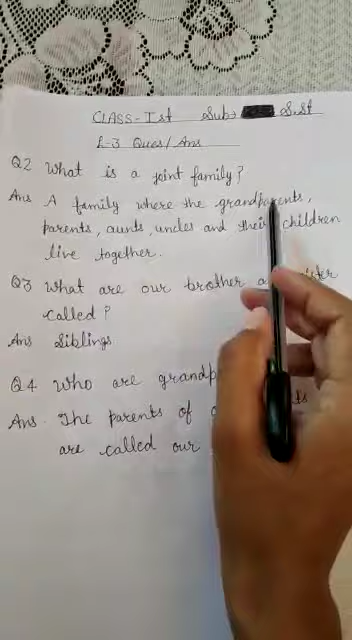 CLASS-Ist Sub: S.St
L-3 Ques/Ans
Q2 What is a joint family?
Ans A family where the grandparents,
parents, aunts, uncles and their children
live together.
Q3 What are our brother
called?
Ans Siblings
Q4 Who are
Ans. The parents of
are called our